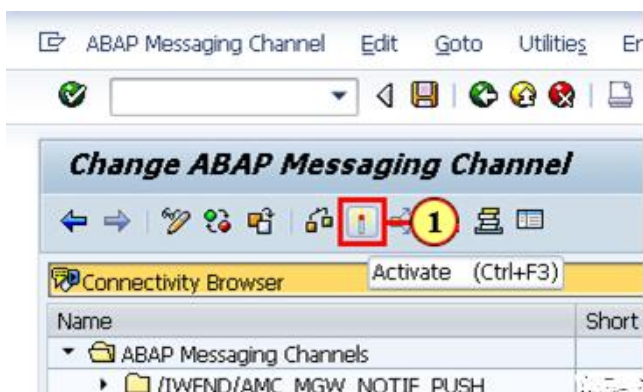 ABAP Messaging Channel Edit Goto Utilities
Change ABAP Messaging Channel
1
Activate (Ctrl+F3)
Connectivity Browser
Name Short
ABAP Messaging Channels
/IWFND/AMC_MGW_NOTIF_PUSH